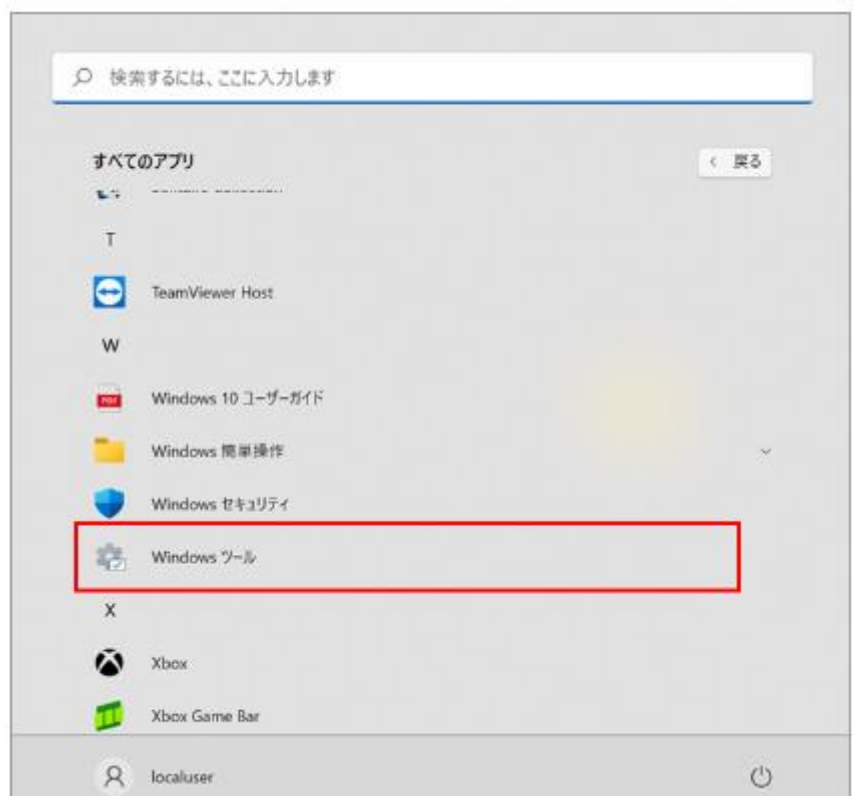 検索するには、ここに入力します
すべてのアプリ
戻る
T
TeamViewer Host
W
PDF
Windows 10 ユーザーガイド
Windows 簡単操作
Windows セキュリティ
Windows ツール
X
Xbox
Xbox Game Bar
localuser